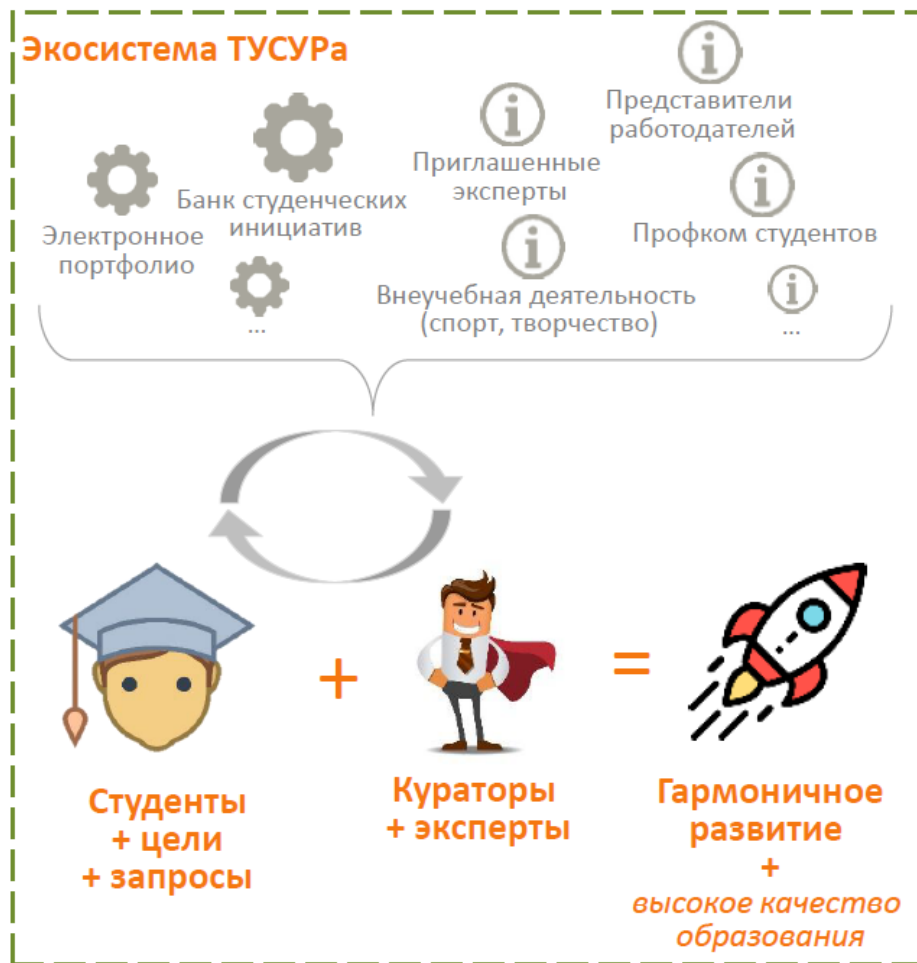 Экосистема ТУСУРа
Представители
работодателей
Приглашенные
эксперты
Банк студенческих
инициатив
Электронное
портфолио
Профком студентов
Внеучебная деятельность
(спорт, творчество)
...
...
+
=
Студенты
+ цели
+ запросы
Кураторы
+ эксперты
Гармоничное
развитие
+
высокое качество
образования